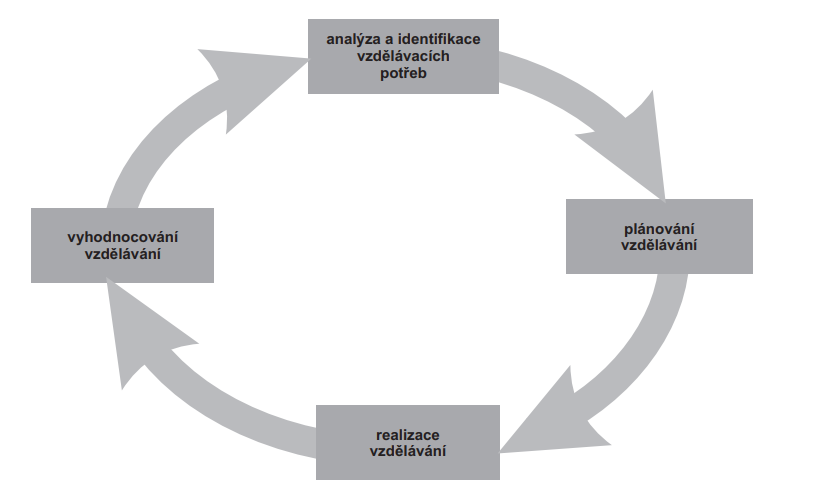 analýza a identifikace
vzdělávacích
potřeb
plánování
vzdělávání
realizace
vzdělávání
vyhodnocování
vzdělávání